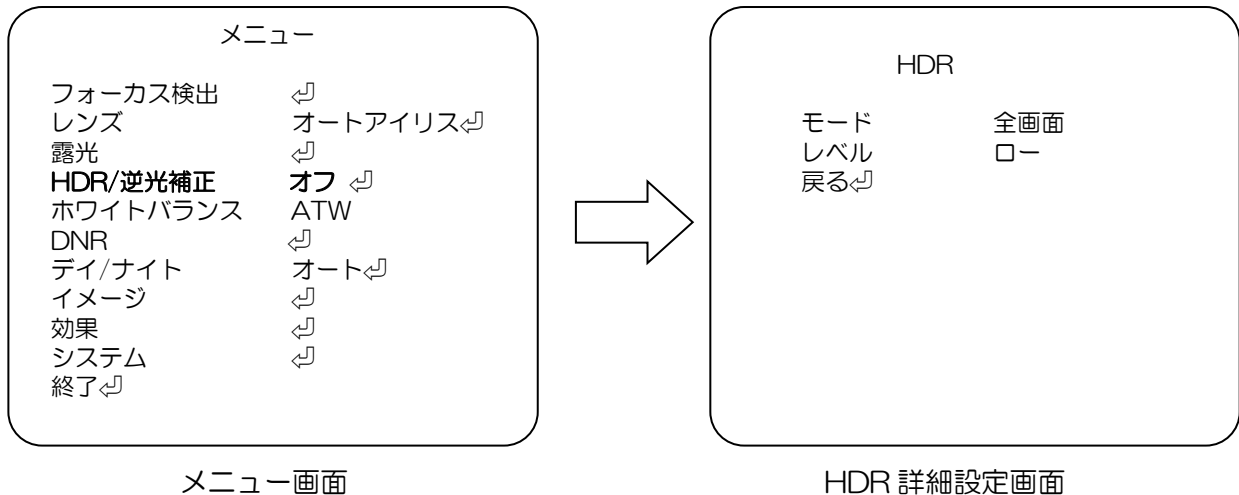 メニュー
フォーカス検出 ⏎
レンズ オートアイリス⏎
露光 ⏎
HDR/逆光補正 オフ ⏎
ホワイトバランス ATW
DNR ⏎
デイ/ナイト オート⏎
イメージ ⏎
効果 ⏎
システム ⏎
終了⏎
メニュー画面
HDR
モード 全画面
レベル ロー
戻る⏎
HDR 詳細設定画面